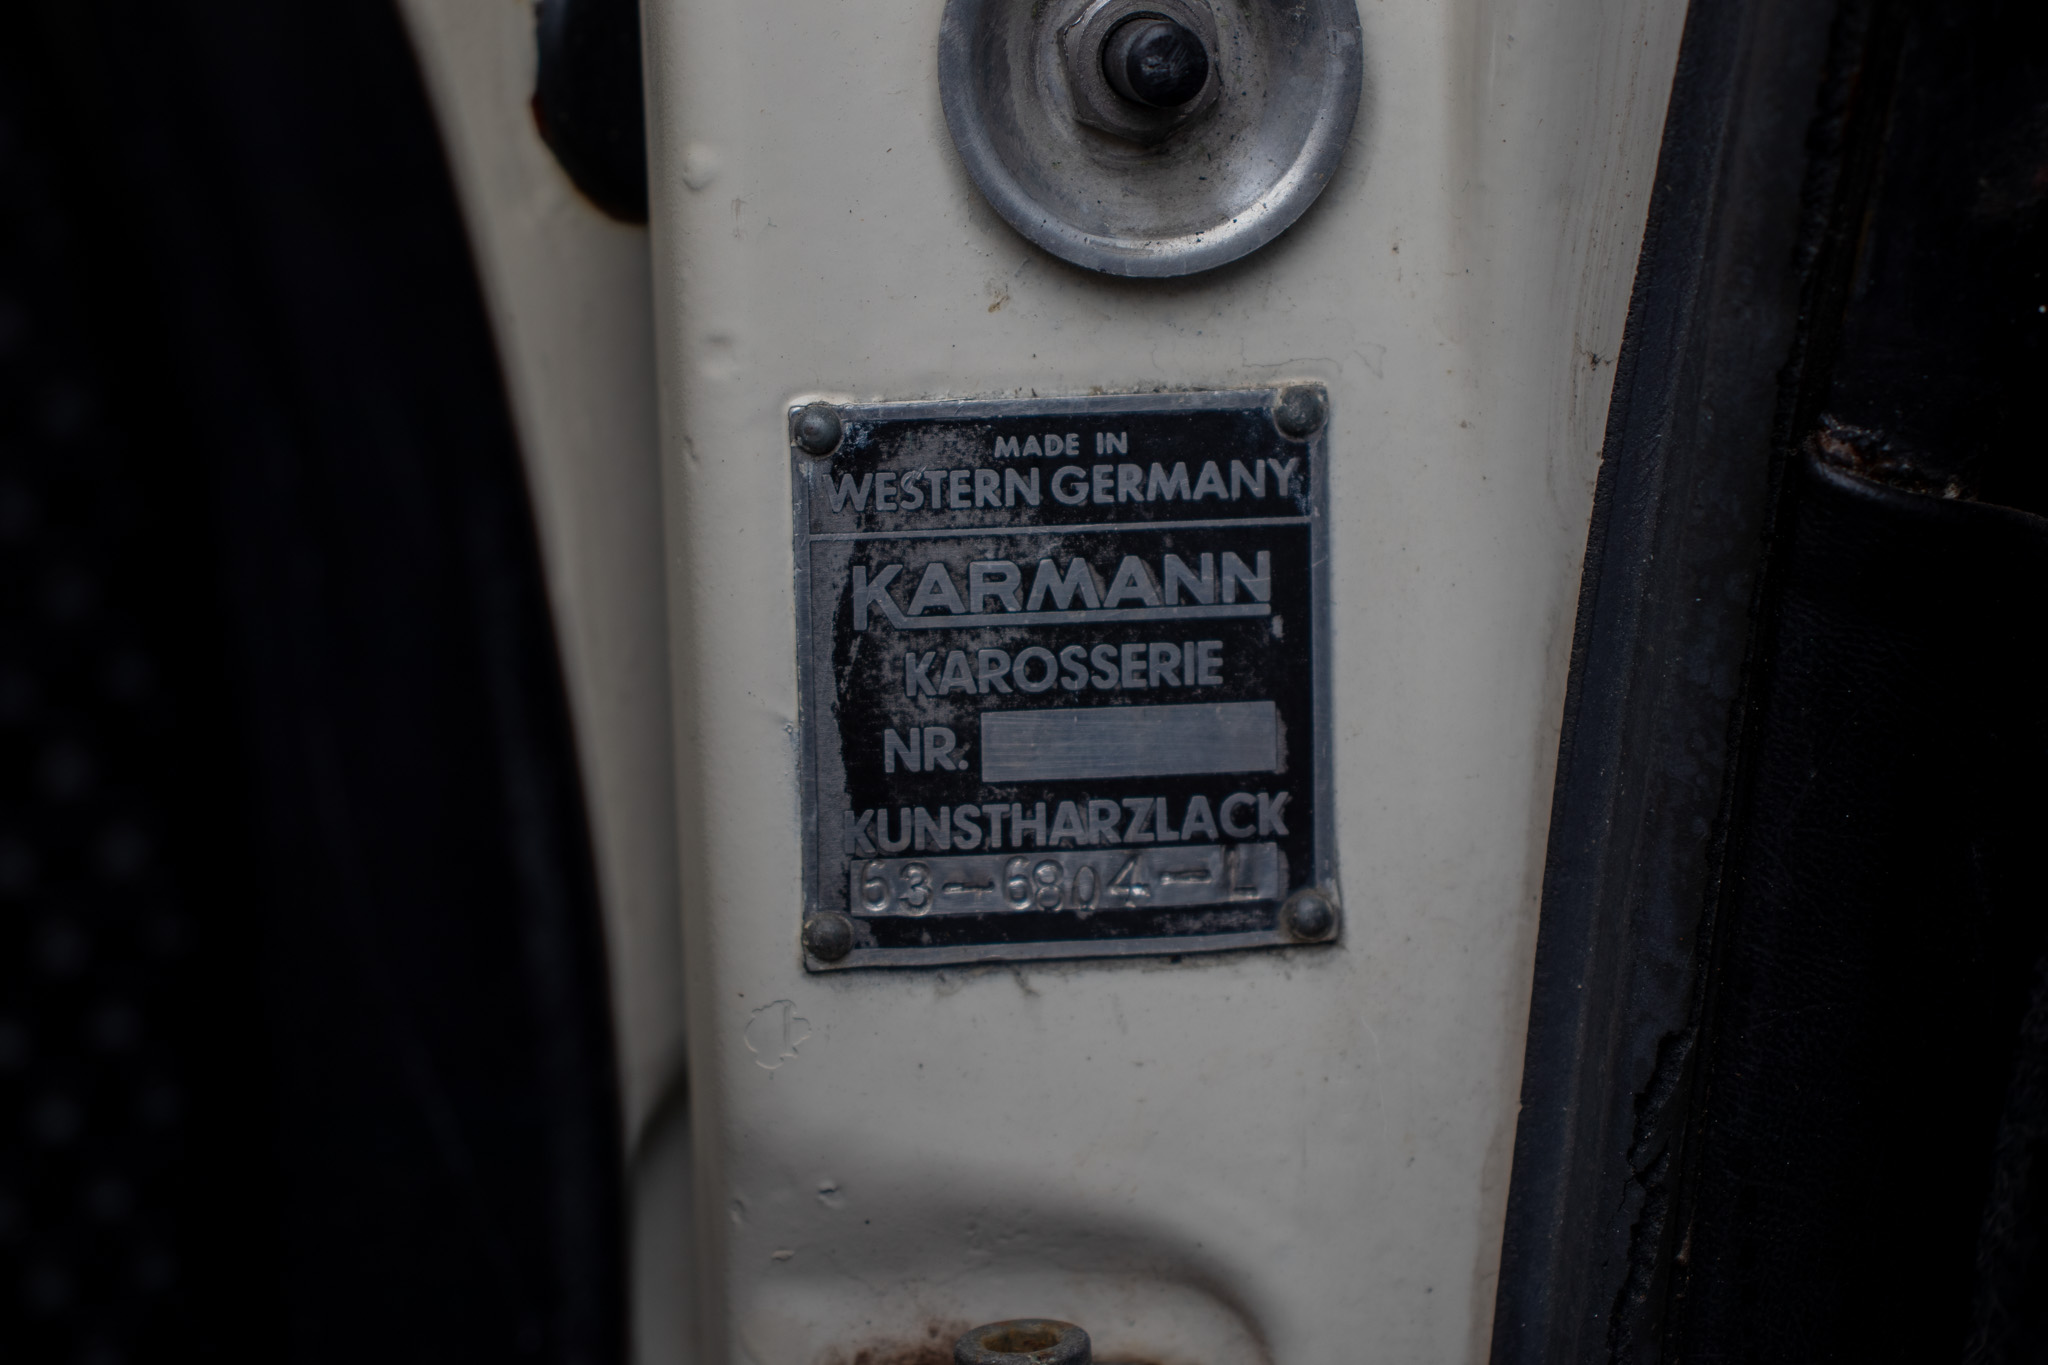 MADE IN
WESTERN GERMANY
KARMANN
KAROSSERIE
NR.
KUNSTHARZLACK
63-6804-L